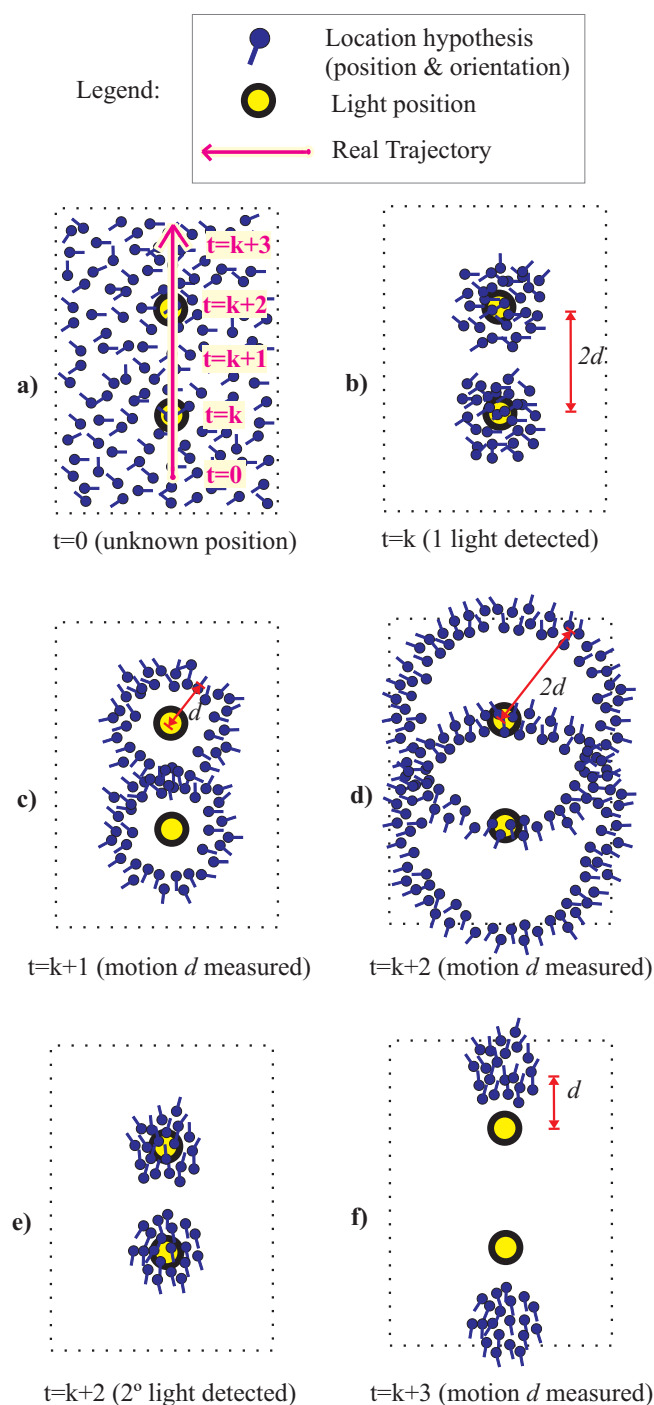 Legend:
Location hypothesis
(position & orientation)
Light position
Real Trajectory
a)
t=k+3
t=k+2
t=k+1
t=k
t=0
t=0 (unknown position)
b)
2d
t=k (1 light detected)
c)
d
t=k+1 (motion d measured)
d)
2d
t=k+2 (motion d measured)
e)
t=k+2 (2º light detected)
f)
d
t=k+3 (motion d measured)